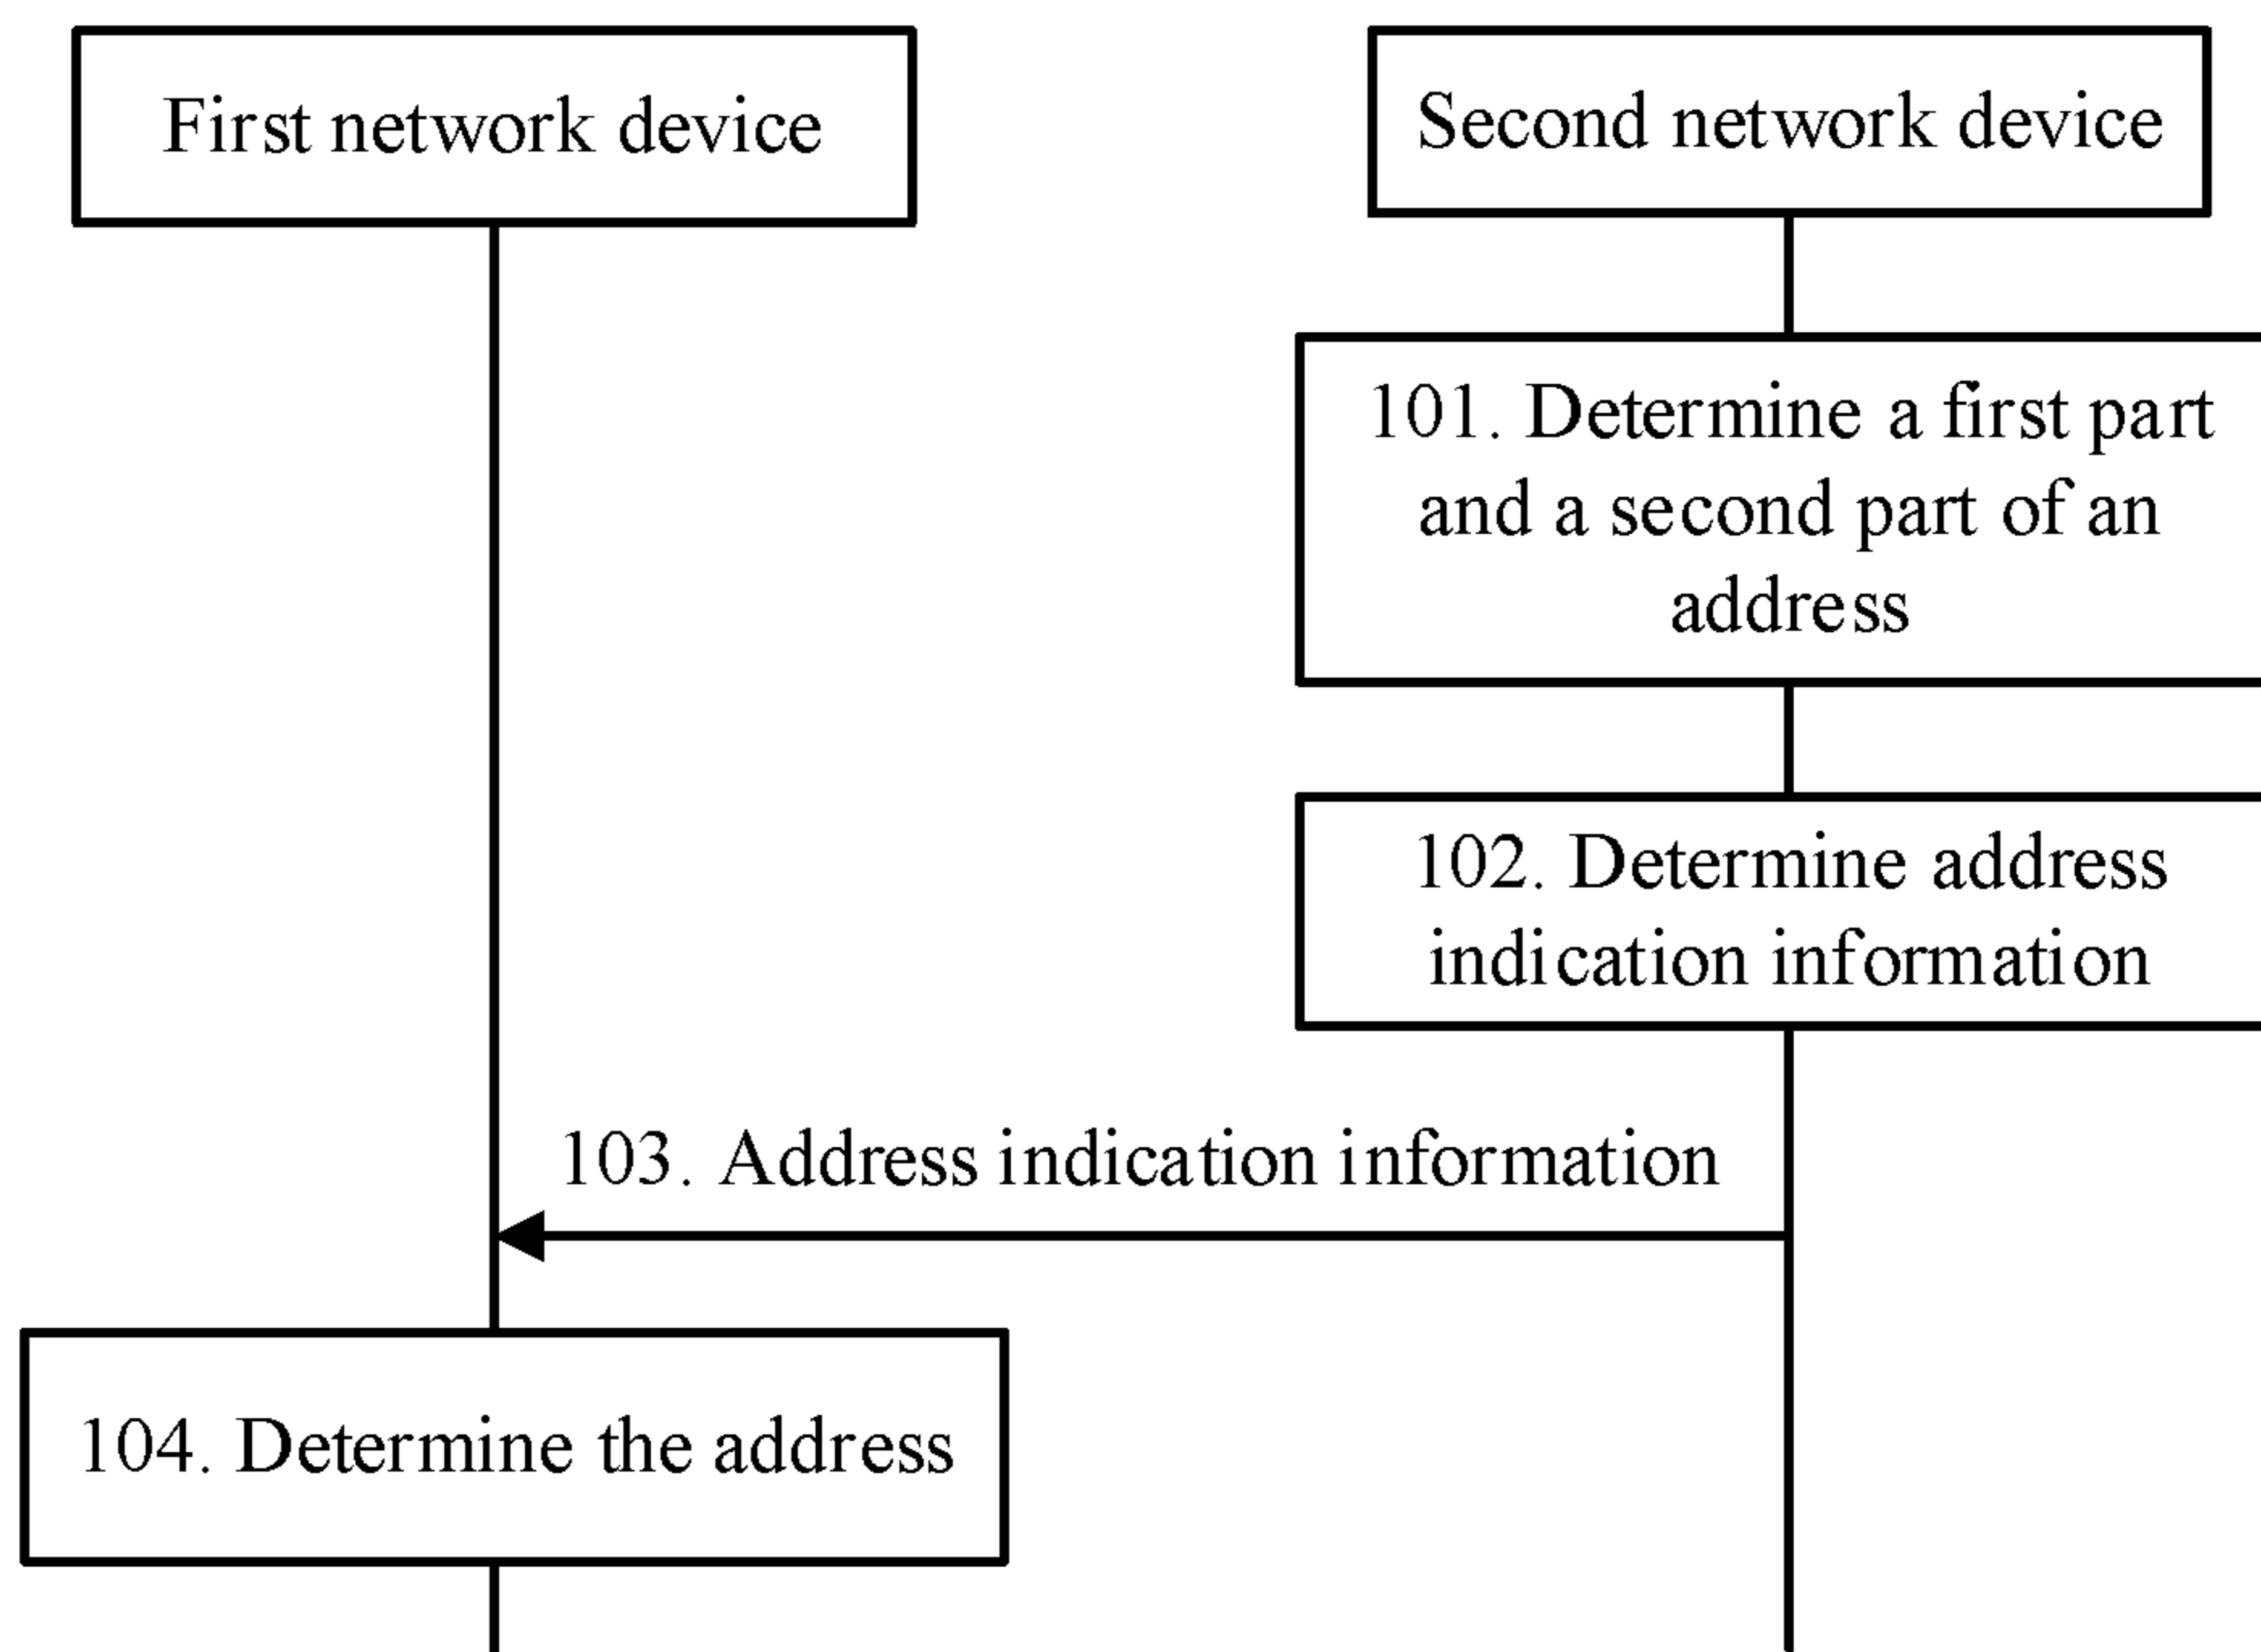 First network device
Second network device
101. Determine a first part
and a second part of an
address
102. Determine address
indication information
103. Address indication information
104. Determine the address